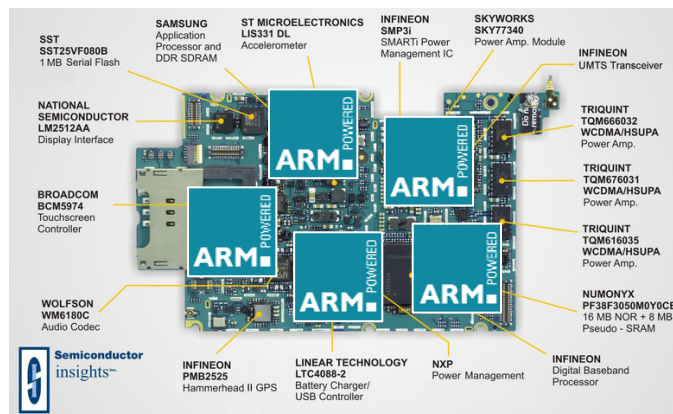 SST
SST25VF080B
1 MB Serial Flash
SAMSUNG
Application
Processor and
DDR SDRAM
ST MICROELECTRONICS
LIS331 DL
Accelerometer
INFINEON
SMP3i
SMARTi Power
Management IC
SKYWORKS
SKY77340
Power Amp. Module
INFINEON
UMTS Transceiver
NATIONAL
SEMICONDUCTOR
LM2512AA
Display Interface
TRIQUINT
TQM666032
WCDMA/HSUPA
Power Amp.
Do n
remove
ARM POWERED
ARM POWERED
TRIQUINT
TQM676031
WCDMA/HSUPA
Power Amp.
BROADCOM
BCM5974
Touchscreen
Controller
ARM POWERED
ARM POWERED
ARM POWERED
TRIQUINT
TQM616035
WCDMA/HSUPA
Power Amp.
WOLFSON
WM6180C
Audio Codec
NUMONYX
PF38F3050M0Y0CE
16 MB NOR + 8 MB
Pseudo - SRAM
Semiconductor
insights
INFINEON
PMB2525
Hammerhead II GPS
LINEAR TECHNOLOGY
LTC4088-2
Battery Charger/
USB Controller
NXP
Power Management
INFINEON
Digital Baseband
Processor